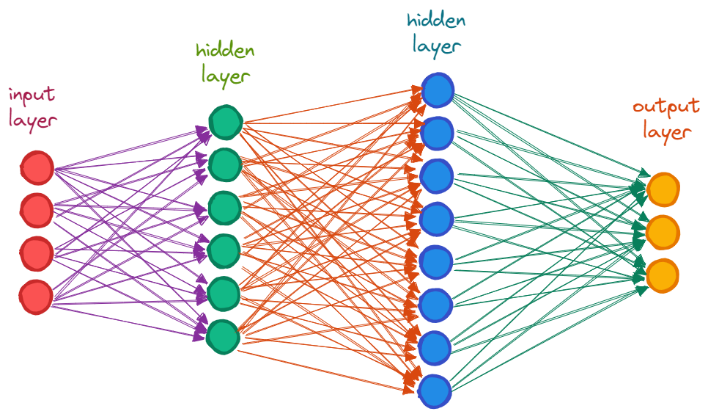 input
layer
hidden
layer
hidden
layer
output
layer